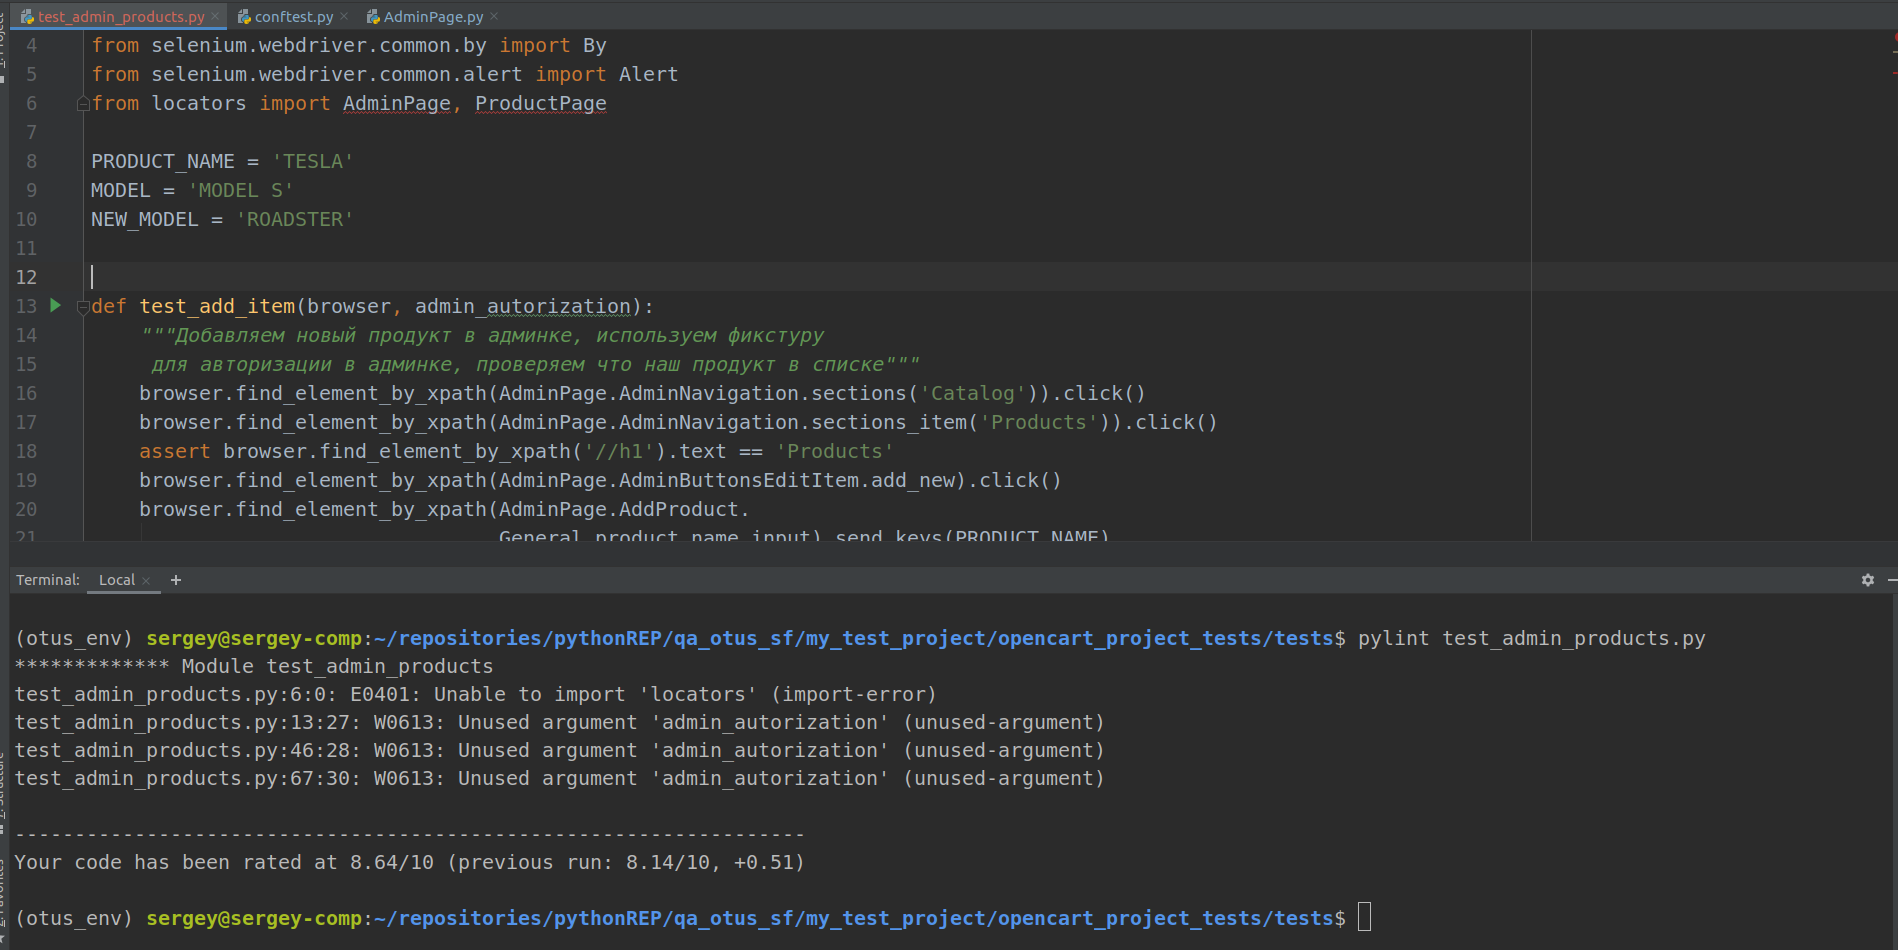 test_admin_products.py conftest.py AdminPage.py
4 from selenium.webdriver.common.by import By
5 from selenium.webdriver.common.alert import Alert
6 from locators import AdminPage, ProductPage
7
8 PRODUCT_NAME = 'TESLA'
9 MODEL = 'MODEL S'
10 NEW_MODEL = 'ROADSTER'
11
12
13 def test_add_item(browser, admin_autorization):
14 """Добавляем новый продукт в админке, используем фикстуру
15 для авторизации в админке, проверяем что наш продукт в списке"""
16 browser.find_element_by_xpath(AdminPage.AdminNavigation.sections('Catalog')).click()
17 browser.find_element_by_xpath(AdminPage.AdminNavigation.sections_item('Products')).click()
18 assert browser.find_element_by_xpath('//h1').text == 'Products'
19 browser.find_element_by_xpath(AdminPage.AdminButtonsEditItem.add_new).click()
20 browser.find_element_by_xpath(AdminPage.AddProduct.
21 General.product_name_input).send_keys(PRODUCT_NAME)
Terminal: Local +
(otus_env) sergey@sergey-comp:~/repositories/pythonREP/qa_otus_sf/my_test_project/opencart_project_tests/tests$ pylint test_admin_products.py
************* Module test_admin_products
test_admin_products.py:6:0: E0401: Unable to import 'locators' (import-error)
test_admin_products.py:13:27: W0613: Unused argument 'admin_autorization' (unused-argument)
test_admin_products.py:46:28: W0613: Unused argument 'admin_autorization' (unused-argument)
test_admin_products.py:67:30: W0613: Unused argument 'admin_autorization' (unused-argument)
------------------------------------------------------------------
Your code has been rated at 8.64/10 (previous run: 8.14/10, +0.51)
(otus_env) sergey@sergey-comp:~/repositories/pythonREP/qa_otus_sf/my_test_project/opencart_project_tests/tests$